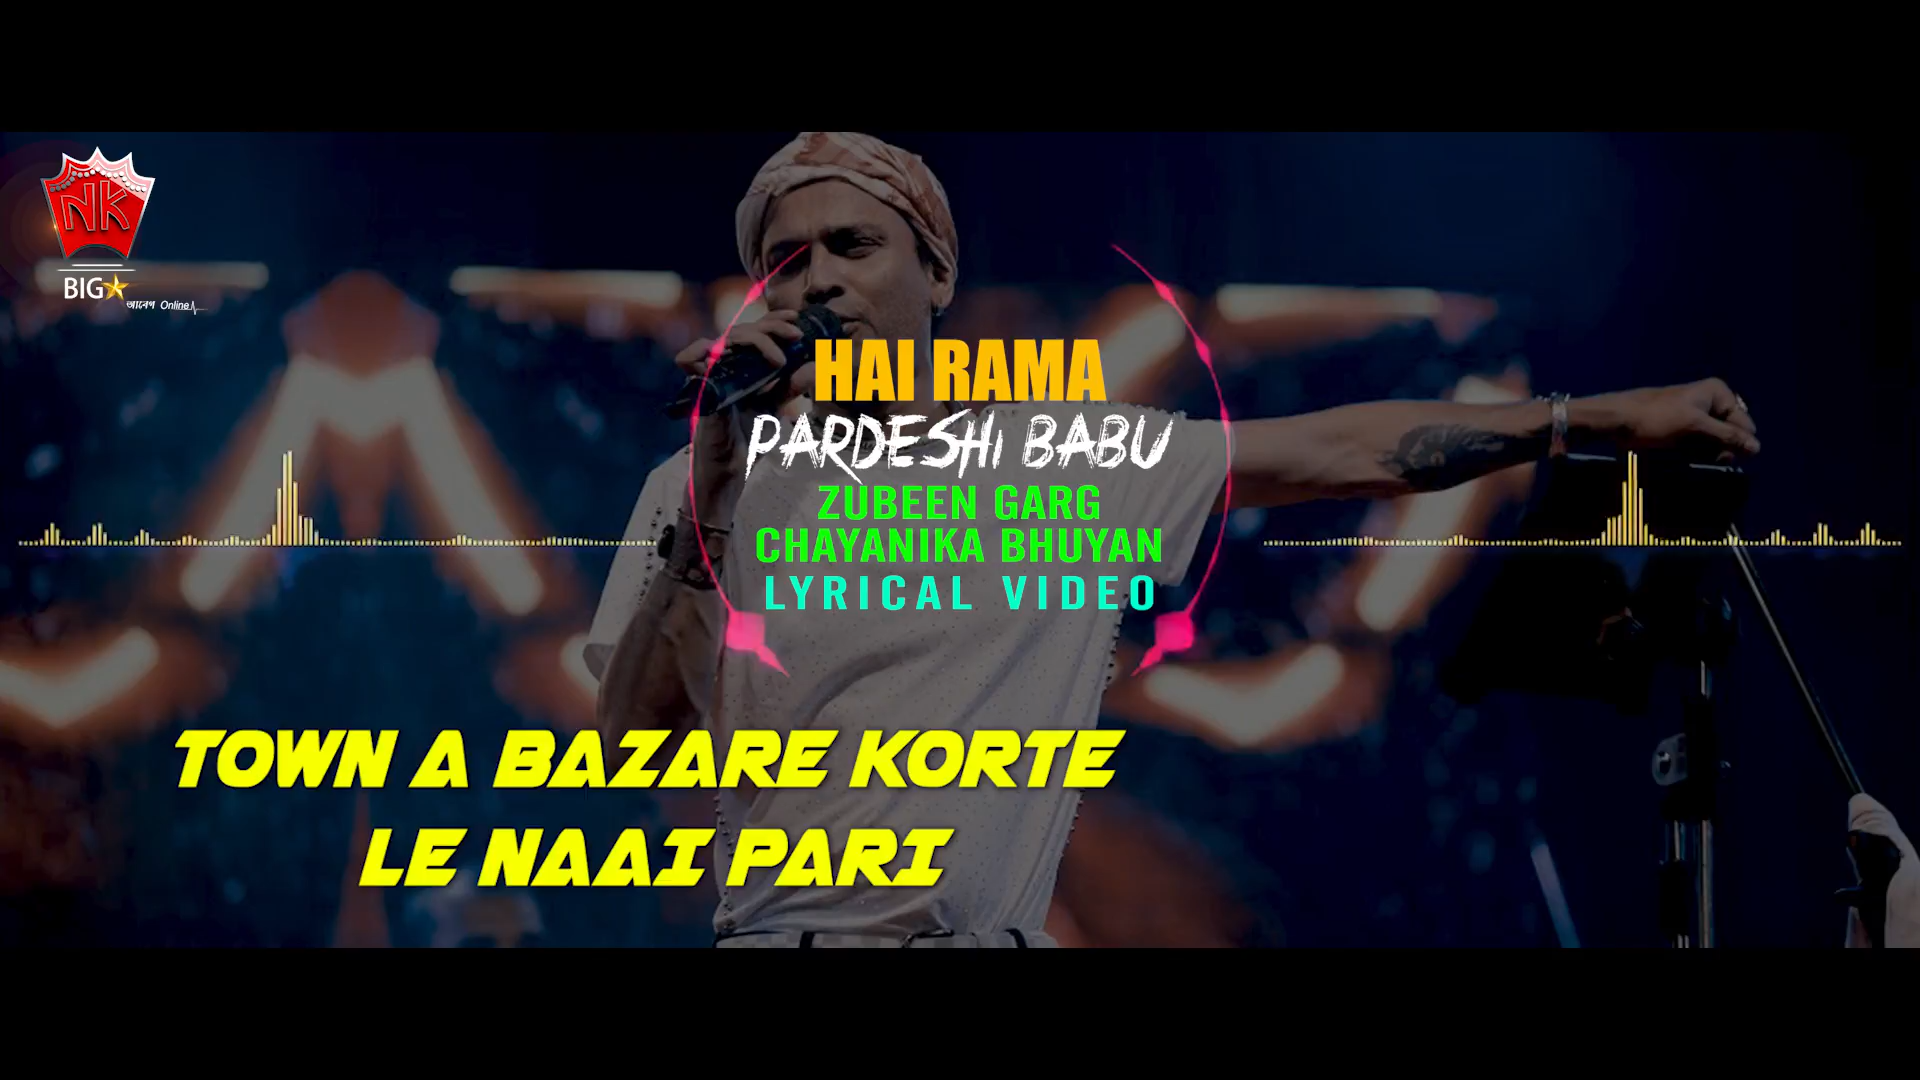 NK
BIG
আবেগ Online
HAI RAMA
PARDESHI BABU
ZUBEEN GARG
CHAYANIKA BHUYAN
LYRICAL VIDEO
TOWN A BAZARE KORTE
LE NAAI PARI